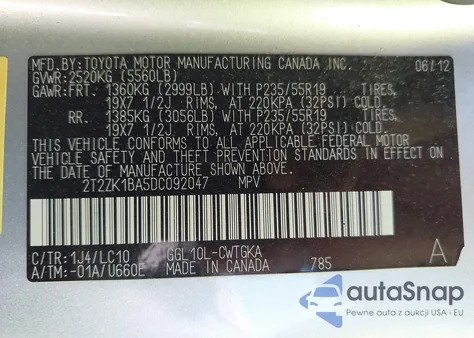 MFD.BY:TOYOTA MOTOR MANUFACTURING CANADA INC. 06/12
GVWR:2520KG (5560LB)
GAWR:FRT. 1360KG (2999LB) WITH P235/55R19 TIRES,
19X7 1/2J RIMS, AT 220KPA (32PSI) COLD.
RR. 1385KG (3056LB) WITH P235/55R19 TIRES,
19X7 1/2J RIMS, AT 220KPA (32PSI) COLD.
THIS VEHICLE CONFORMS TO ALL APPLICABLE FEDERAL MOTOR
VEHICLE SAFETY AND THEFT PREVENTION STANDARDS IN EFFECT
ON THE DATE OF MANUFACTURE SHOWN ABOVE.
2T2ZK1BA5DC092047 MPV
C/TR:1J4/LC10 GGL10L-CWTGKA A
A/TM:-01A/U660E MADE IN CANADA 785
autoSnap
Pewne auta z aukcji USA i EU
www.autosnap.pl